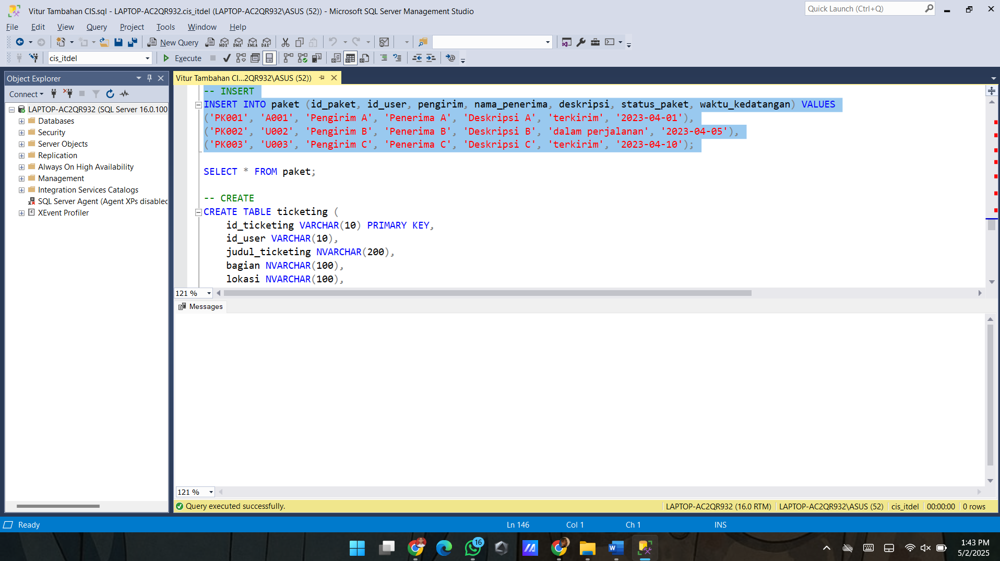 Vitur Tambahan CIS.sql - LAPTOP-AC2QR932.cis_itdel (LAPTOP-AC2QR932\ASUS (52)) - Microsoft SQL Server Management Studio
Quick Launch (Ctrl+Q)
File Edit View Query Project Tools Window Help
New Query MDX DMX XMLA DAX
cis_itdel Execute
Object Explorer
Connect
LAPTOP-AC2QR932 (SQL Server 16.0.100
Databases
Security
Server Objects
Replication
Always On High Availability
Management
Integration Services Catalogs
SQL Server Agent (Agent XPs disabled
XEvent Profiler
Vitur Tambahan CI...2QR932\ASUS (52))
-- INSERT
INSERT INTO paket (id_paket, id_user, pengirim, nama_penerima, deskripsi, status_paket, waktu_kedatangan) VALUES
('PK001', 'A001', 'Pengirim A', 'Penerima A', 'Deskripsi A', 'terkirim', '2023-04-01'),
('PK002', 'U002', 'Pengirim B', 'Penerima B', 'Deskripsi B', 'dalam perjalanan', '2023-04-05'),
('PK003', 'U003', 'Pengirim C', 'Penerima C', 'Deskripsi C', 'terkirim', '2023-04-10');
SELECT * FROM paket;
-- CREATE
CREATE TABLE ticketing (
id_ticketing VARCHAR(10) PRIMARY KEY,
id_user VARCHAR(10),
judul_ticketing NVARCHAR(200),
bagian NVARCHAR(100),
lokasi NVARCHAR(100),
121 %
Messages
121 %
Query executed successfully.
LAPTOP-AC2QR932 (16.0 RTM) LAPTOP-AC2QR932\ASUS (52) cis_itdel 00:00:00 0 rows
Ready Ln 146 Col 1 Ch 1 INS
16
1:43 PM
5/2/2025